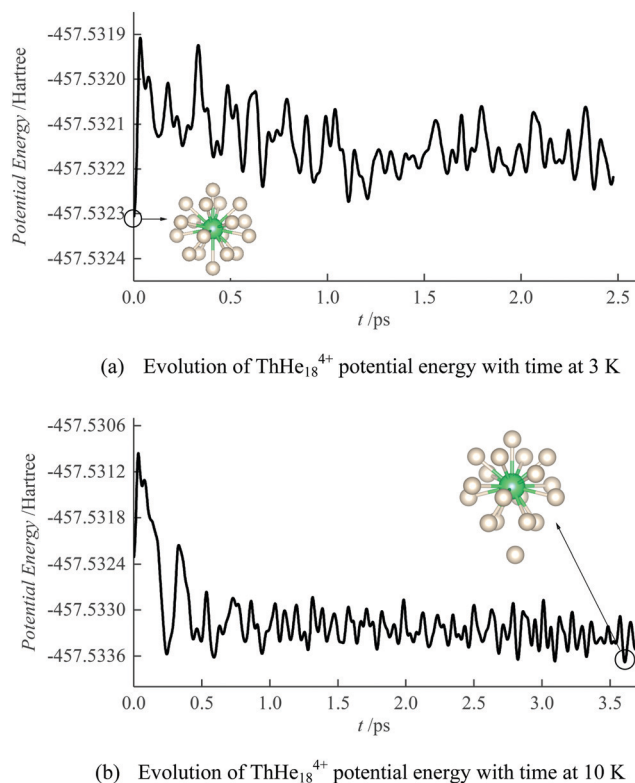 -457.5319
-457.5320
-457.5321
-457.5322
-457.5323
-457.5324
Potential Energy /Hartree
0.0 0.5 1.0 1.5 2.0 2.5
t /ps
(a) Evolution of ThHe₁₈⁴⁺ potential energy with time at 3 K
-457.5306
-457.5312
-457.5318
-457.5324
-457.5330
-457.5336
Potential Energy /Hartree
0.0 0.5 1.0 1.5 2.0 2.5 3.0 3.5
t /ps
(b) Evolution of ThHe₁₈⁴⁺ potential energy with time at 10 K